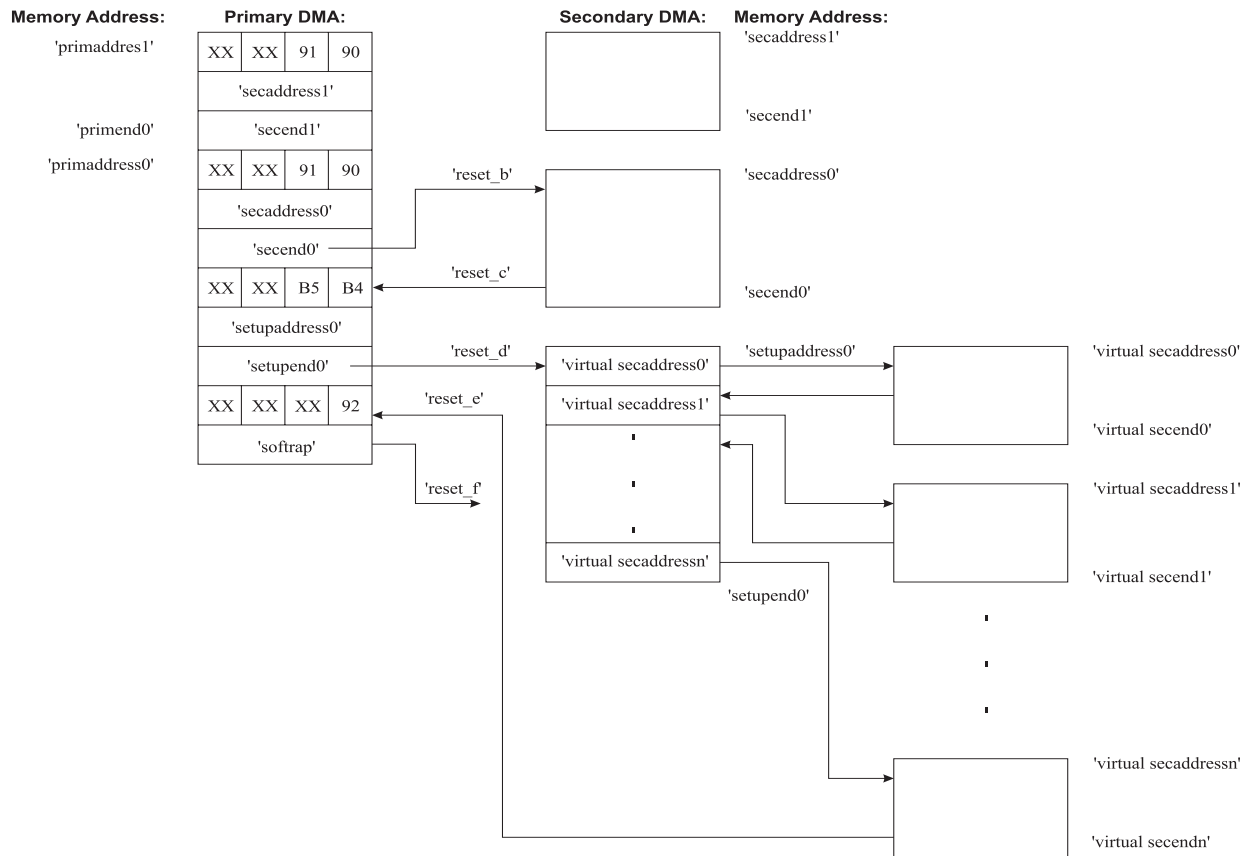 Memory Address: Primary DMA: Secondary DMA: Memory Address:
'primaddres1'
XX XX 91 90
'secaddress1'
'primend0'
'secend1'
'primaddress0'
XX XX 91 90
'secaddress0'
'secend0'
XX XX B5 B4
'setupaddress0'
'setupend0'
XX XX XX 92
'softrap'
'reset_b'
'reset_c'
'reset_d'
'reset_e'
'reset_f'
'secaddress1'
'secend1'
'secaddress0'
'secend0'
'virtual secaddress0'
'virtual secaddress1'
'virtual secaddressn'
'setupaddress0'
'setupend0'
'virtual secaddress0'
'virtual secend0'
'virtual secaddress1'
'virtual secend1'
'virtual secaddressn'
'virtual secendn'